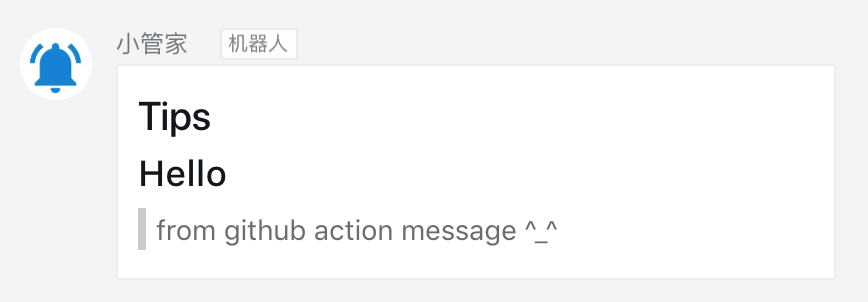 小管家 机器人
Tips
Hello
from github action message ^_^